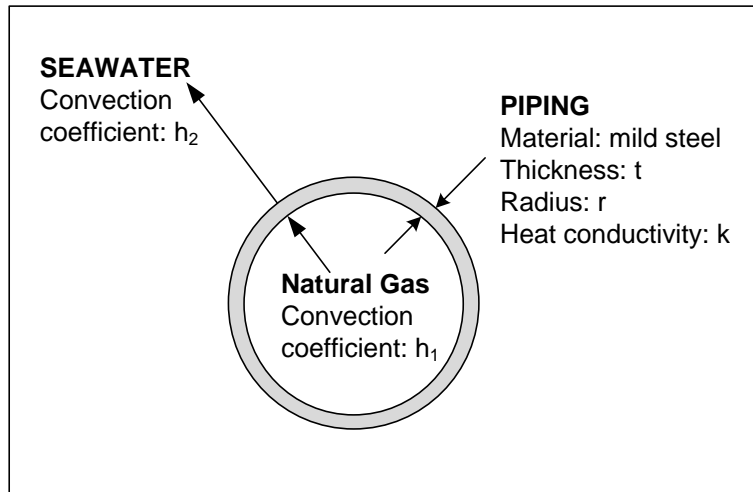 SEAWATER
Convection
coefficient: h₂
PIPING
Material: mild steel
Thickness: t
Radius: r
Heat conductivity: k
Natural Gas
Convection
coefficient: h₁